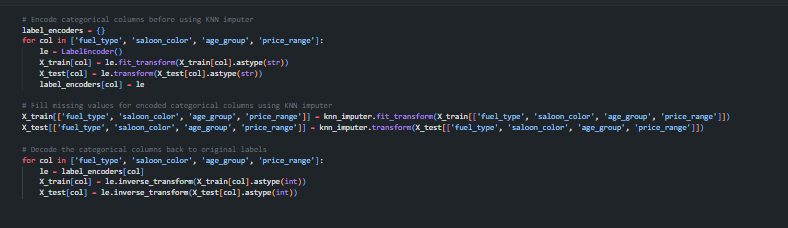 # Encode categorical columns before using KNN imputer
label_encoders = {}
for col in ['fuel_type', 'saloon_color', 'age_group', 'price_range']:
le = LabelEncoder()
X_train[col] = le.fit_transform(X_train[col].astype(str))
X_test[col] = le.transform(X_test[col].astype(str))
label_encoders[col] = le
# Fill missing values for encoded categorical columns using KNN imputer
X_train[['fuel_type', 'saloon_color', 'age_group', 'price_range']] = knn_imputer.fit_transform(X_train[['fuel_type', 'saloon_color', 'age_group', 'price_range']])
X_test[['fuel_type', 'saloon_color', 'age_group', 'price_range']] = knn_imputer.transform(X_test[['fuel_type', 'saloon_color', 'age_group', 'price_range']])
# Decode the categorical columns back to original labels
for col in ['fuel_type', 'saloon_color', 'age_group', 'price_range']:
le = label_encoders[col]
X_train[col] = le.inverse_transform(X_train[col].astype(int))
X_test[col] = le.inverse_transform(X_test[col].astype(int))